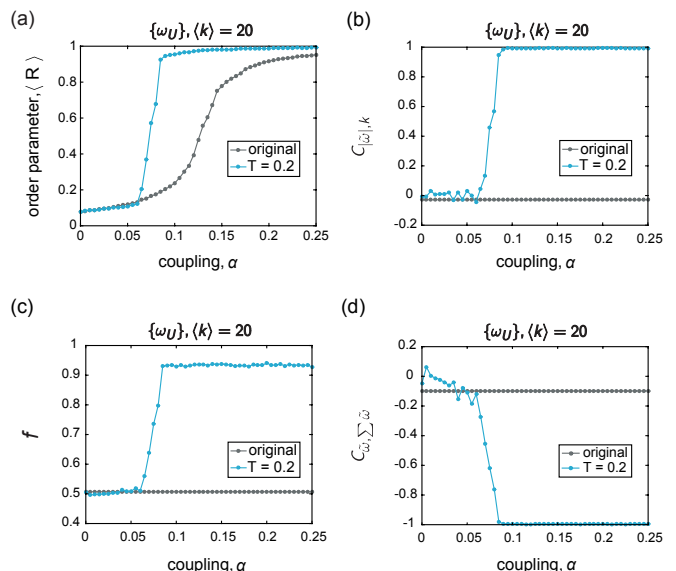 (a)
{ω_U}, ⟨k⟩ = 20
order parameter, ⟨ R ⟩
1
0.8
0.6
0.4
0.2
0
original
T = 0.2
0
0.05
0.1
0.15
0.2
0.25
coupling, α
(b)
{ω_U}, ⟨k⟩ = 20
C_{|ω̃|,k}
1
0.8
0.6
0.4
0.2
0
-0.2
original
T = 0.2
0
0.05
0.1
0.15
0.2
0.25
coupling, α
(c)
{ω_U}, ⟨k⟩ = 20
f
1
0.9
0.8
0.7
0.6
0.5
0.4
original
T = 0.2
0
0.05
0.1
0.15
0.2
0.25
coupling, α
(d)
{ω_U}, ⟨k⟩ = 20
C_{ω̃,∑ ω̃}
0.2
0
-0.2
-0.4
-0.6
-0.8
-1
original
T = 0.2
0
0.05
0.1
0.15
0.2
0.25
coupling, α